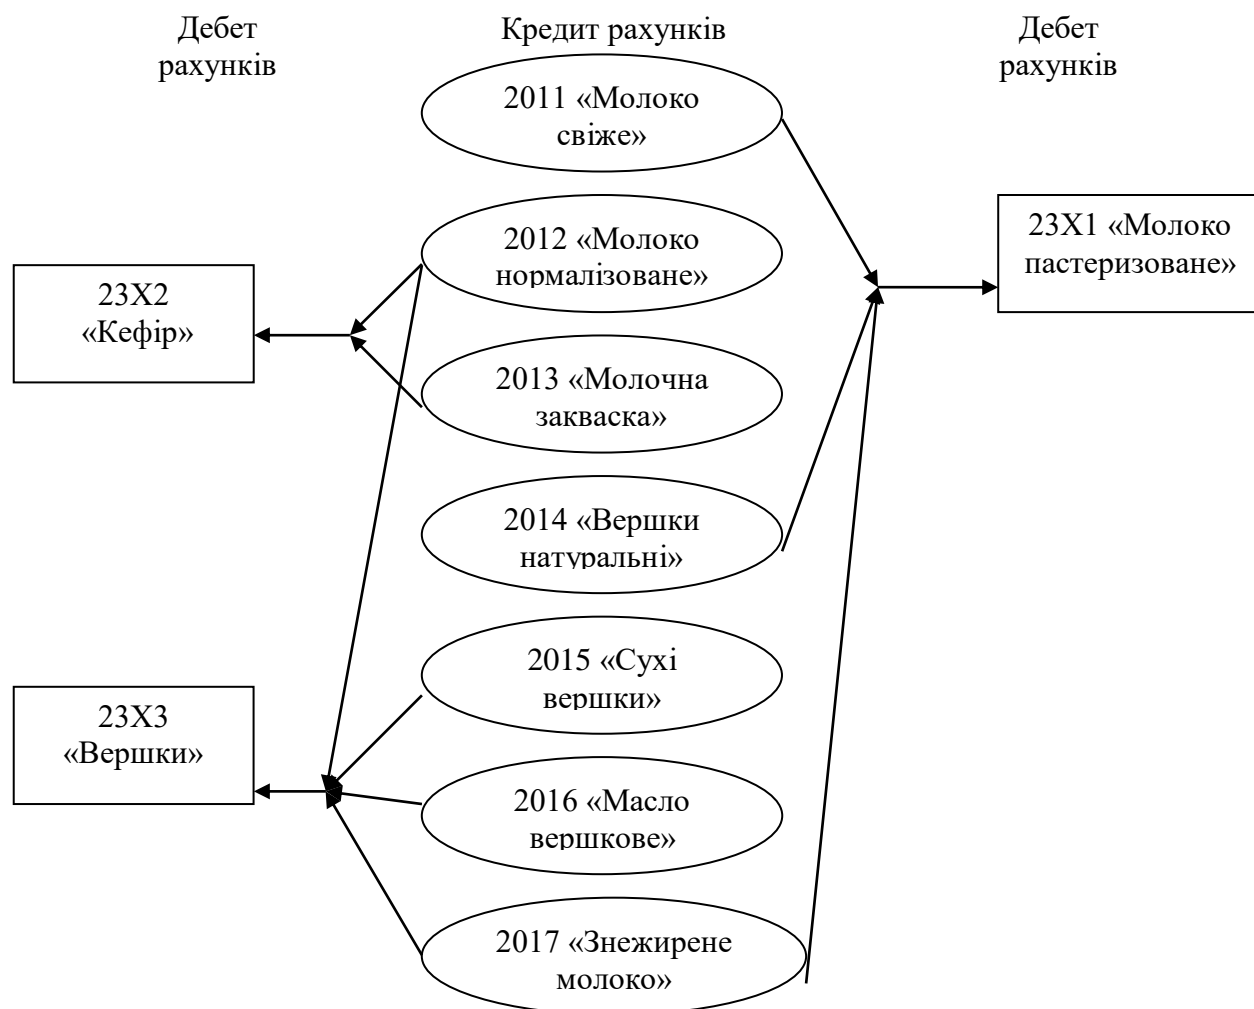 Дебет
рахунків
Кредит рахунків
Дебет
рахунків
2011 «Молоко
свіже»
2012 «Молоко
нормалізоване»
23Х1 «Молоко
пастеризоване»
23Х2
«Кефір»
2013 «Молочна
закваска»
2014 «Вершки
натуральні»
2015 «Сухі
вершки»
23Х3
«Вершки»
2016 «Масло
вершкове»
2017 «Знежирене
молоко»